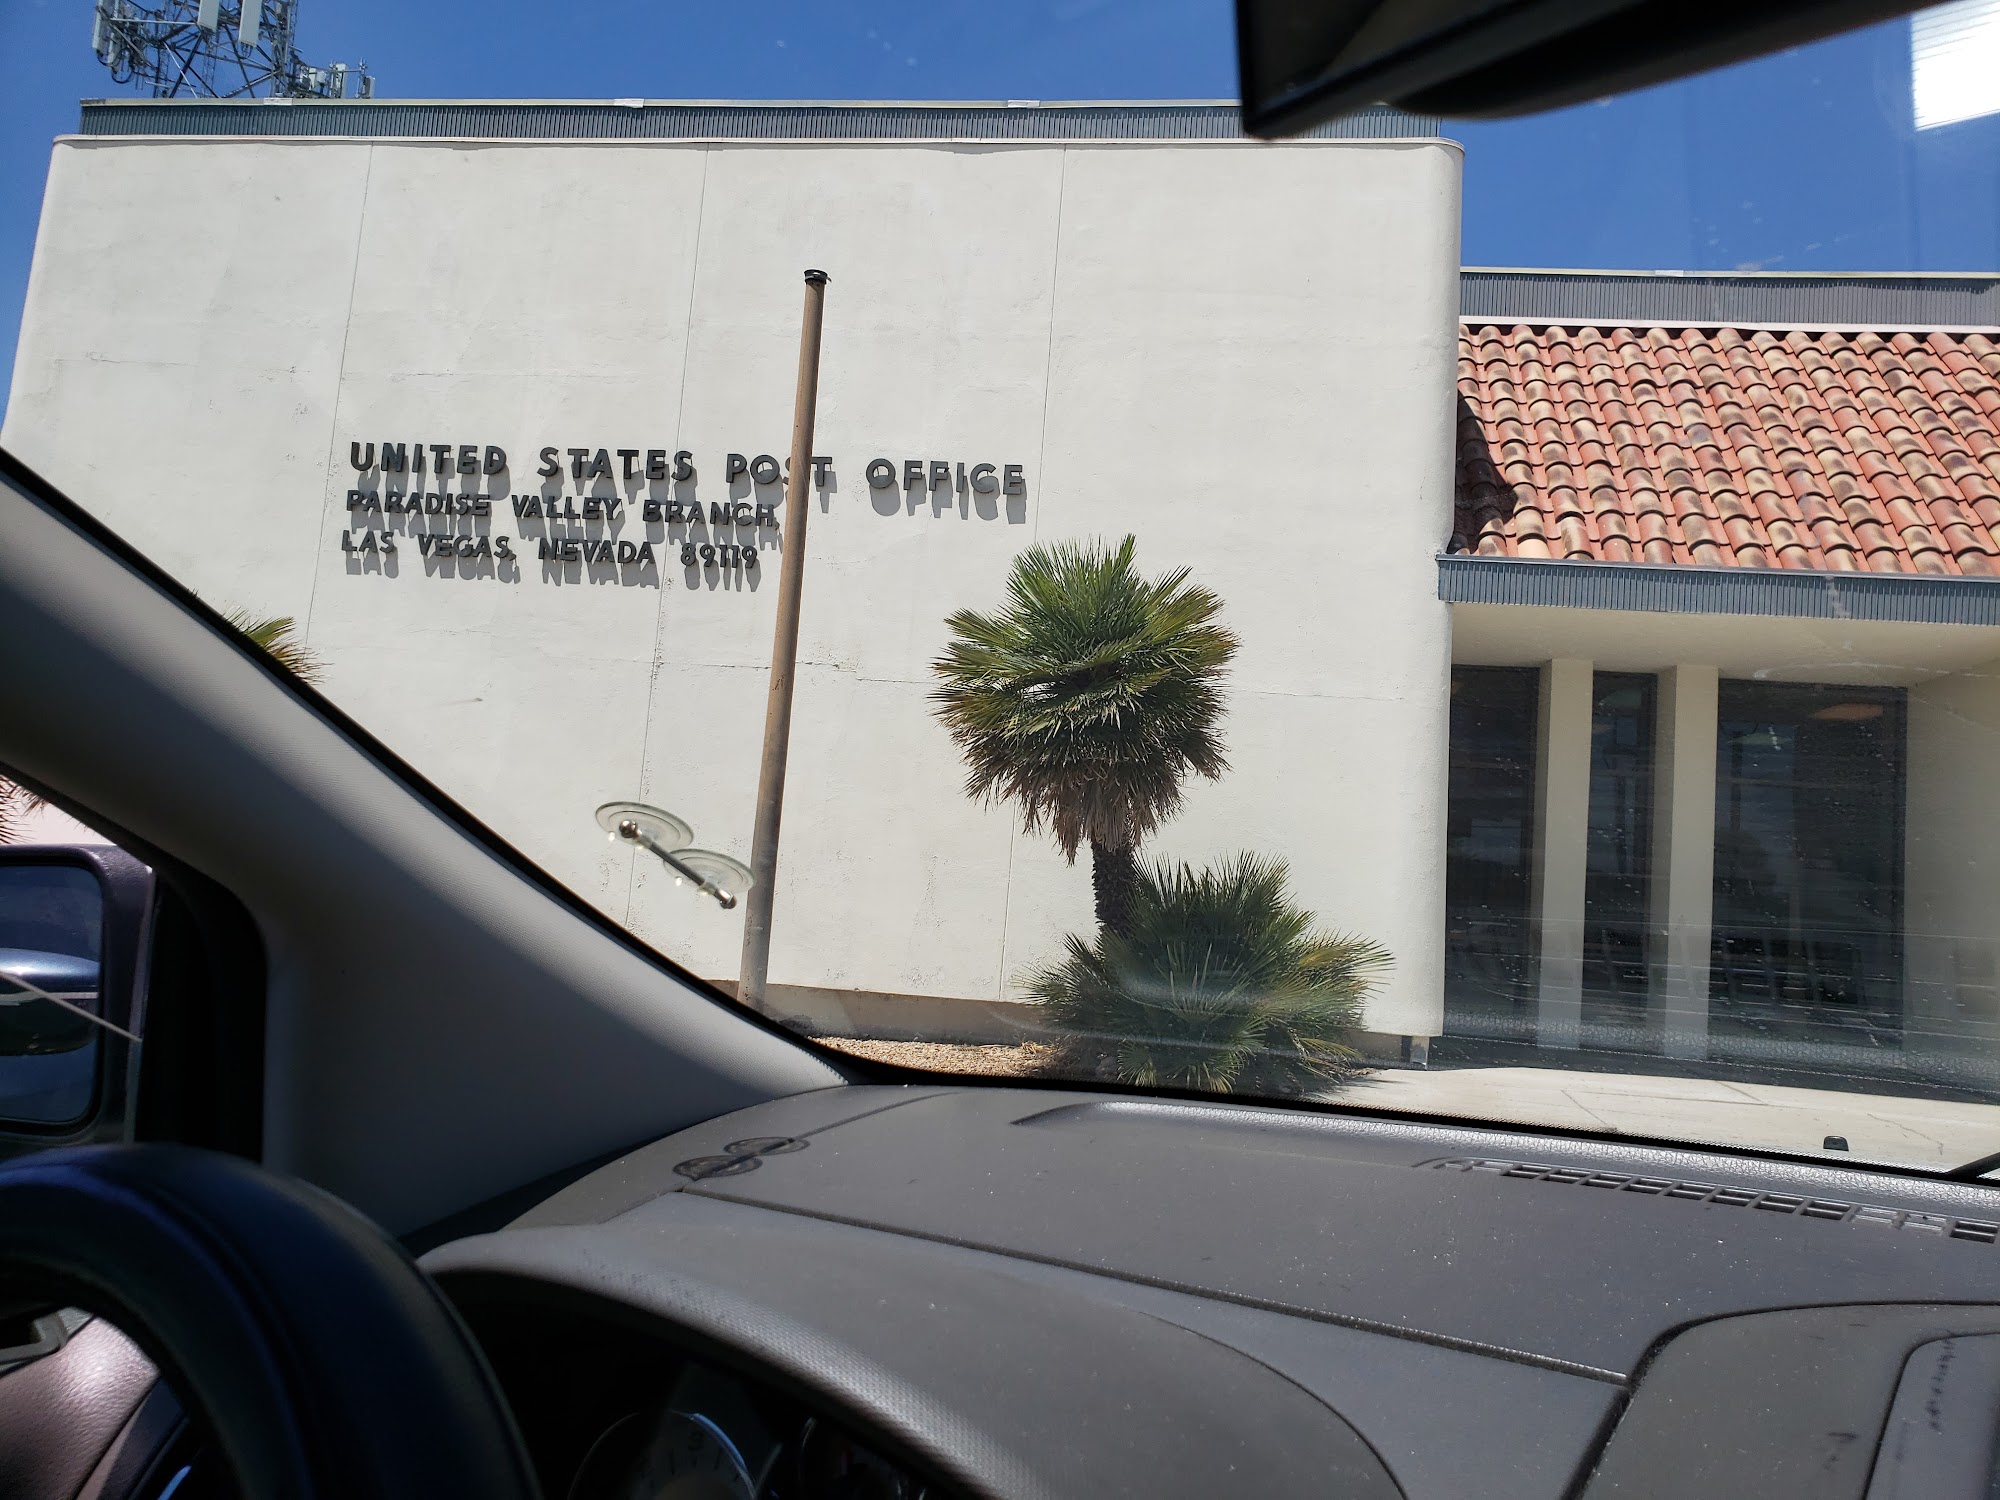 UNITED STATES POST OFFICE
PARADISE VALLEY BRANCH,
LAS VEGAS, NEVADA 89119